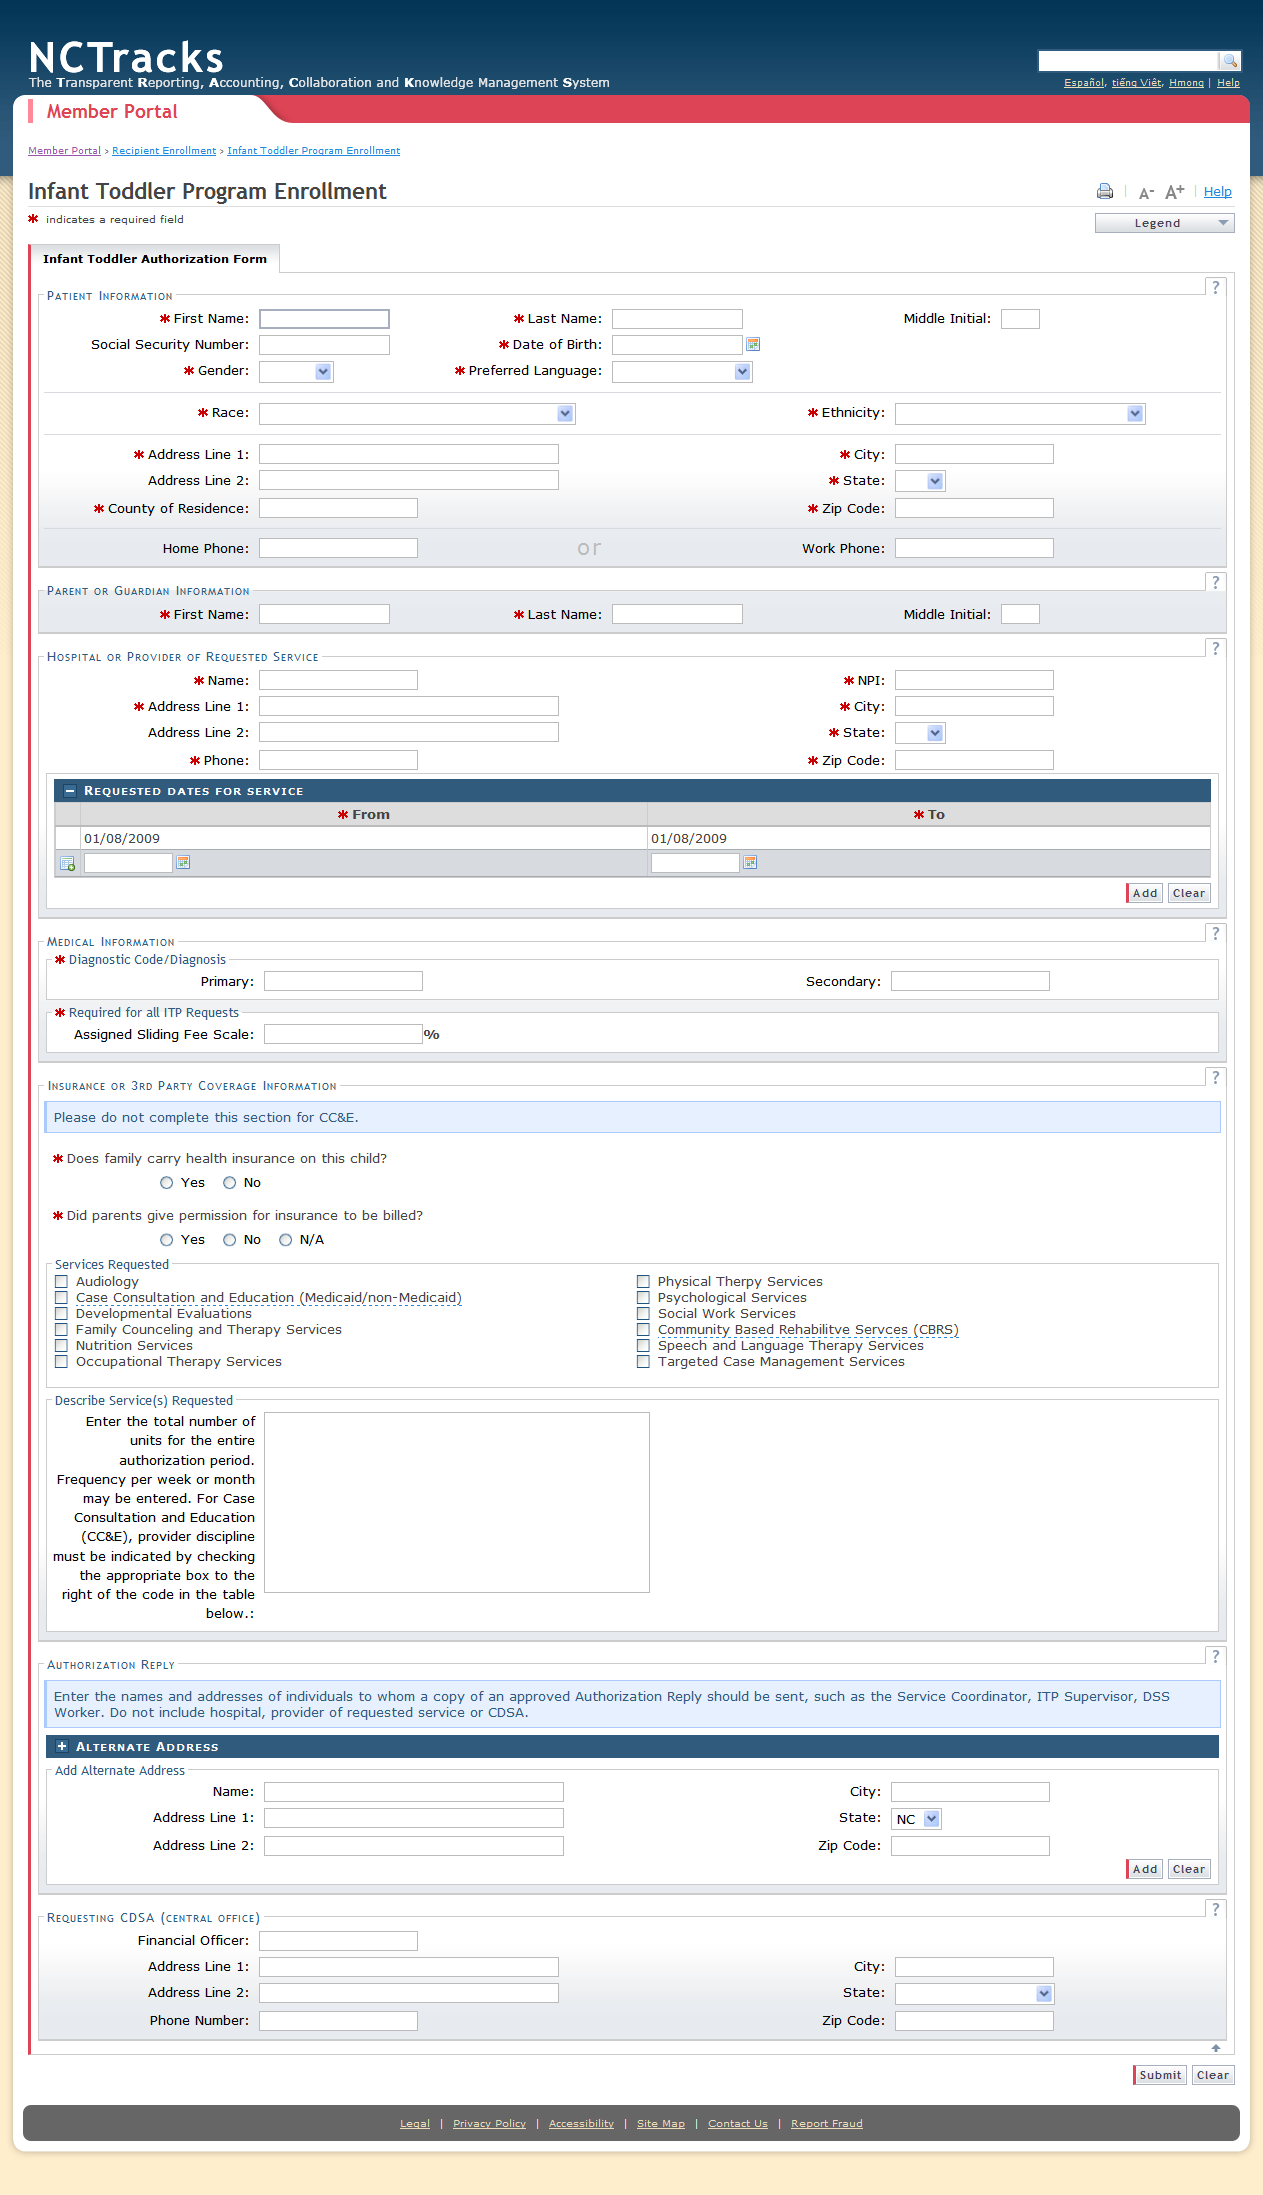 NCTracks
The Transparent Reporting, Accounting, Collaboration and Knowledge Management System
Español, tiếng Việt, Hmong | Help
Member Portal
Member Portal > Recipient Enrollment > Infant Toddler Program Enrollment
Infant Toddler Program Enrollment
A- A+ Help
* indicates a required field
Legend
Infant Toddler Authorization Form
Patient Information ?
* First Name: * Last Name: Middle Initial:
Social Security Number: * Date of Birth:
* Gender: * Preferred Language:
* Race: * Ethnicity:
* Address Line 1: * City:
Address Line 2: * State:
* County of Residence: * Zip Code:
Home Phone: or Work Phone:
Parent or Guardian Information ?
* First Name: * Last Name: Middle Initial:
Hospital or Provider of Requested Service ?
* Name: * NPI:
* Address Line 1: * City:
Address Line 2: * State:
* Phone: * Zip Code:
Requested dates for service
* From * To
01/08/2009 01/08/2009
Add Clear
Medical Information ?
* Diagnostic Code/Diagnosis
Primary: Secondary:
* Required for all ITP Requests
Assigned Sliding Fee Scale: %
Insurance or 3rd Party Coverage Information ?
Please do not complete this section for CC&E.
* Does family carry health insurance on this child?
Yes No
* Did parents give permission for insurance to be billed?
Yes No N/A
Services Requested
Audiology Physical Therpy Services
Case Consultation and Education (Medicaid/non-Medicaid) Psychological Services
Developmental Evaluations Social Work Services
Family Counceling and Therapy Services Community Based Rehabilitve Servces (CBRS)
Nutrition Services Speech and Language Therapy Services
Occupational Therapy Services Targeted Case Management Services
Describe Service(s) Requested
Enter the total number of
units for the entire
authorization period.
Frequency per week or month
may be entered. For Case
Consultation and Education
(CC&E), provider discipline
must be indicated by checking
the appropriate box to the
right of the code in the table
below.:
Authorization Reply ?
Enter the names and addresses of individuals to whom a copy of an approved Authorization Reply should be sent, such as the Service Coordinator, ITP Supervisor, DSS
Worker. Do not include hospital, provider of requested service or CDSA.
Alternate Address
Add Alternate Address
Name: City:
Address Line 1: State: NC
Address Line 2: Zip Code:
Add Clear
Requesting CDSA (central office) ?
Financial Officer:
Address Line 1: City:
Address Line 2: State:
Phone Number: Zip Code:
Submit Clear
Legal | Privacy Policy | Accessibility | Site Map | Contact Us | Report Fraud